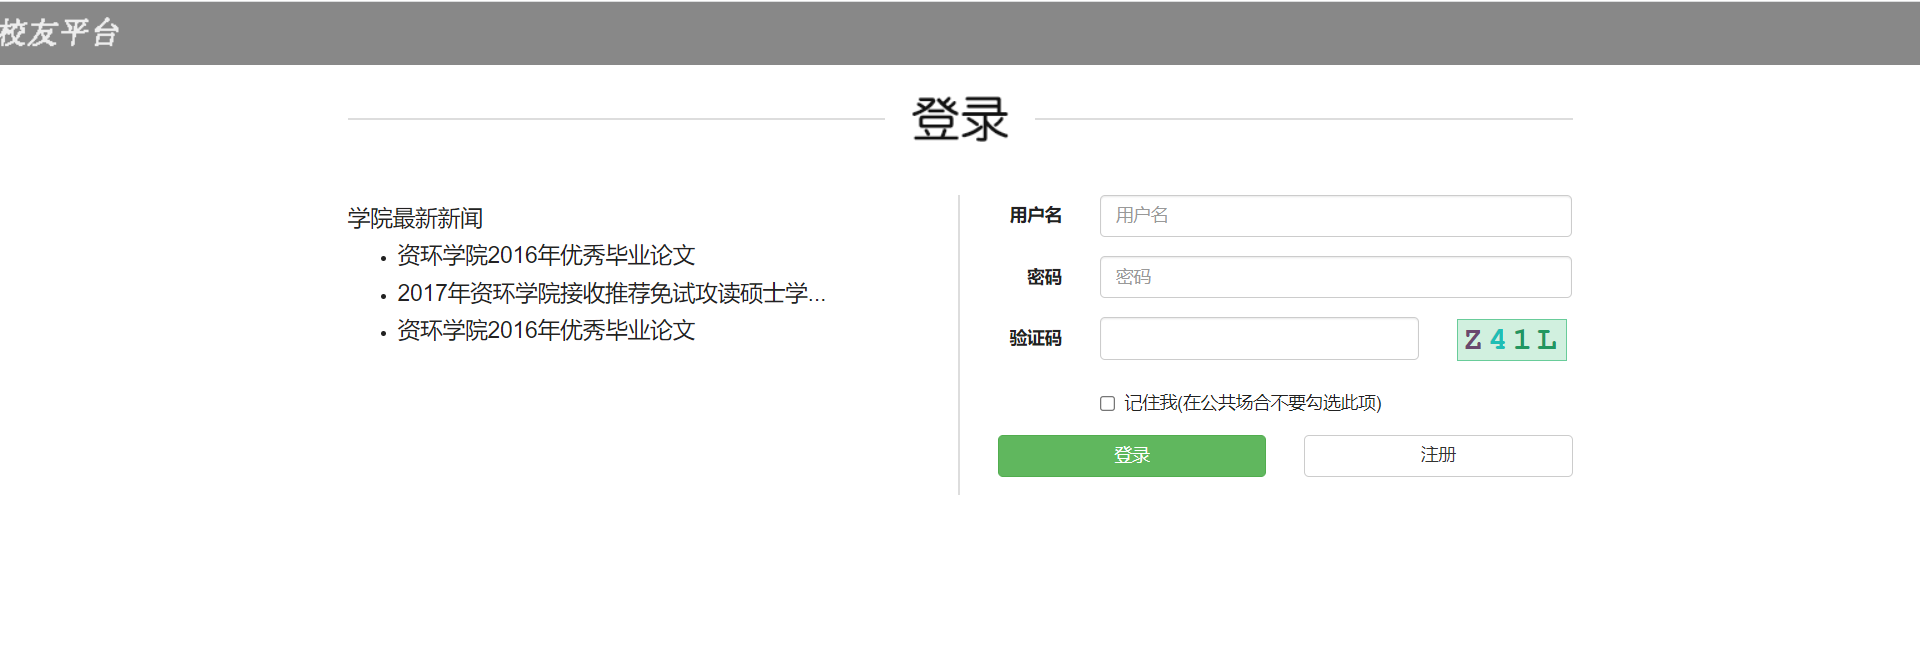 校友平台
登录
学院最新新闻
资环学院2016年优秀毕业论文
2017年资环学院接收推荐免试攻读硕士学...
资环学院2016年优秀毕业论文
用户名 用户名
密码 密码
验证码 Z41L
记住我(在公共场合不要勾选此项)
登录 注册